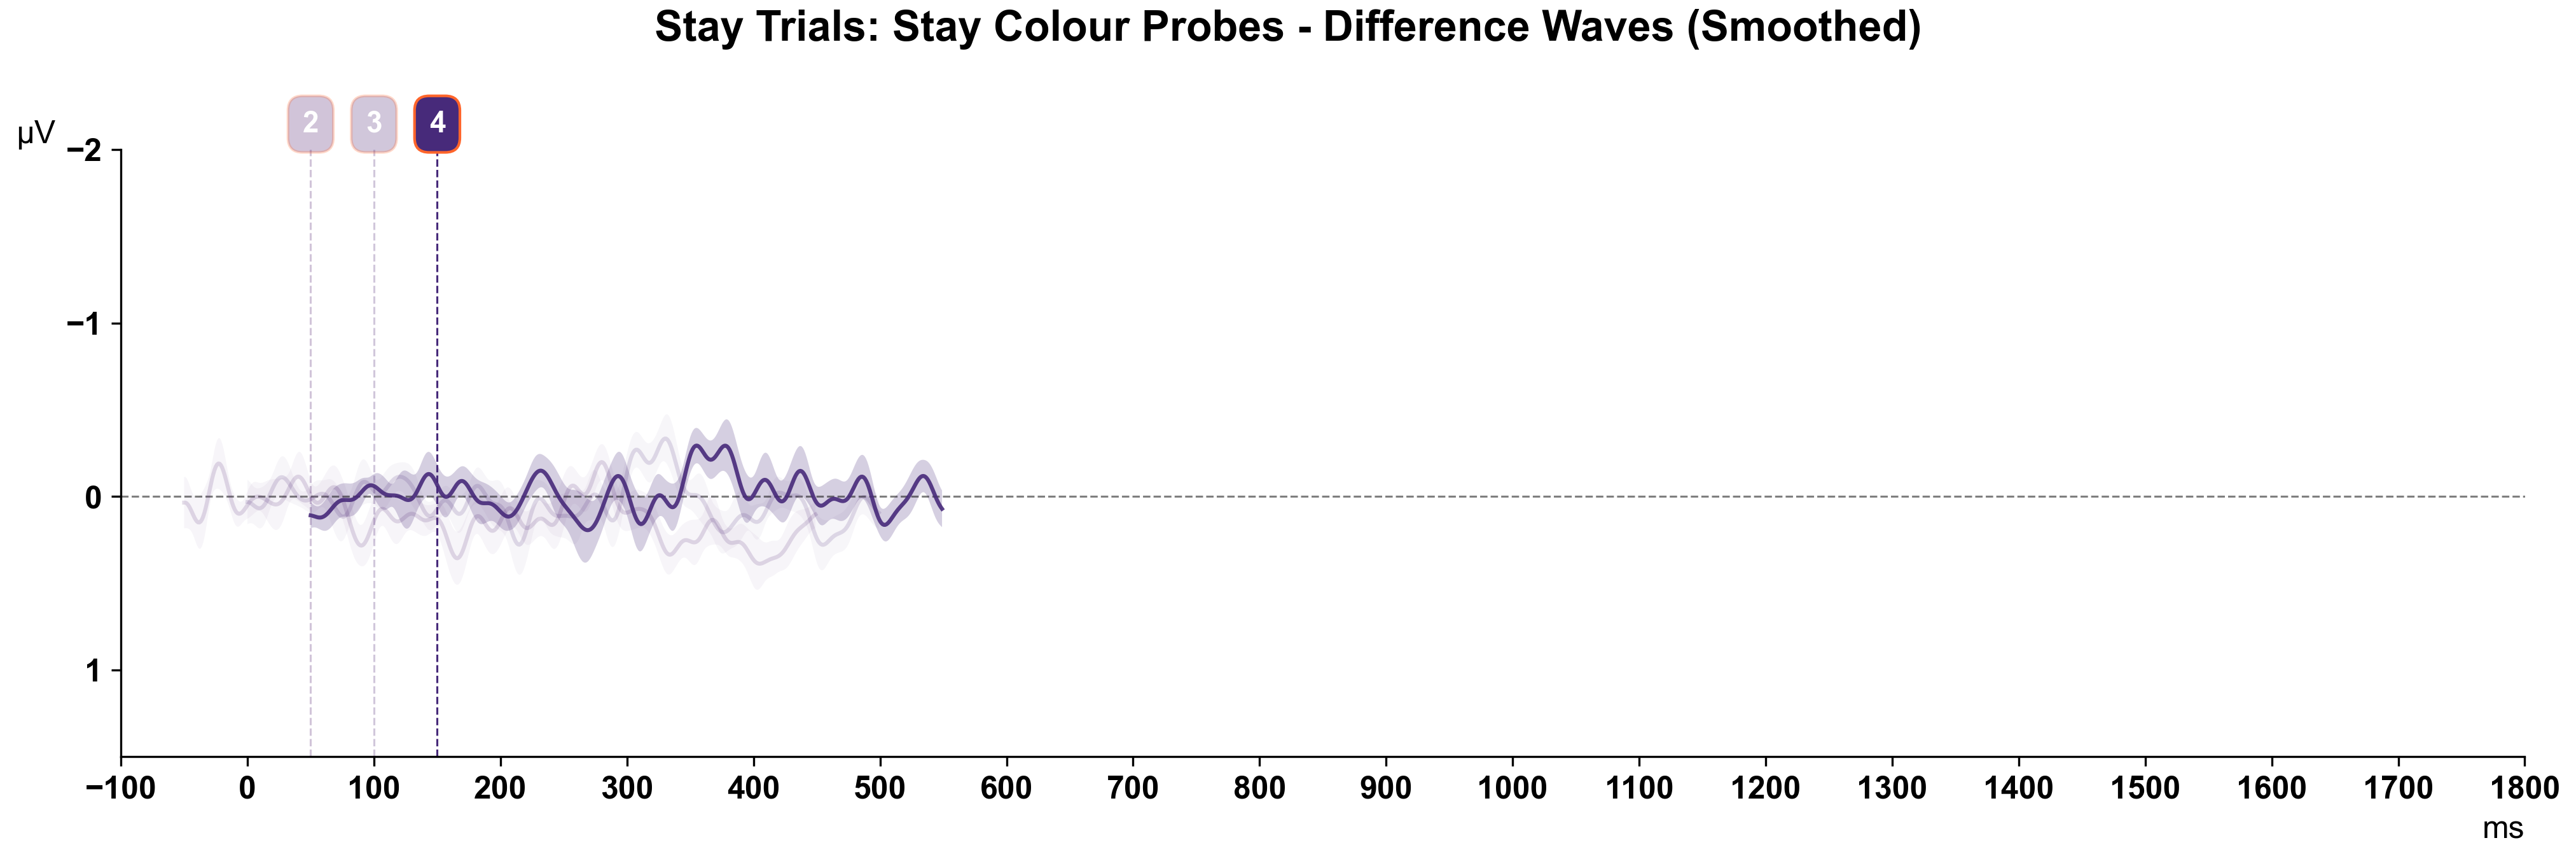 Stay Trials: Stay Colour Probes - Difference Waves (Smoothed)
2 3 4
µV
−2
−1
0
1
−100 0 100 200 300 400 500 600 700 800 900 1000 1100 1200 1300 1400 1500 1600 1700 1800
ms